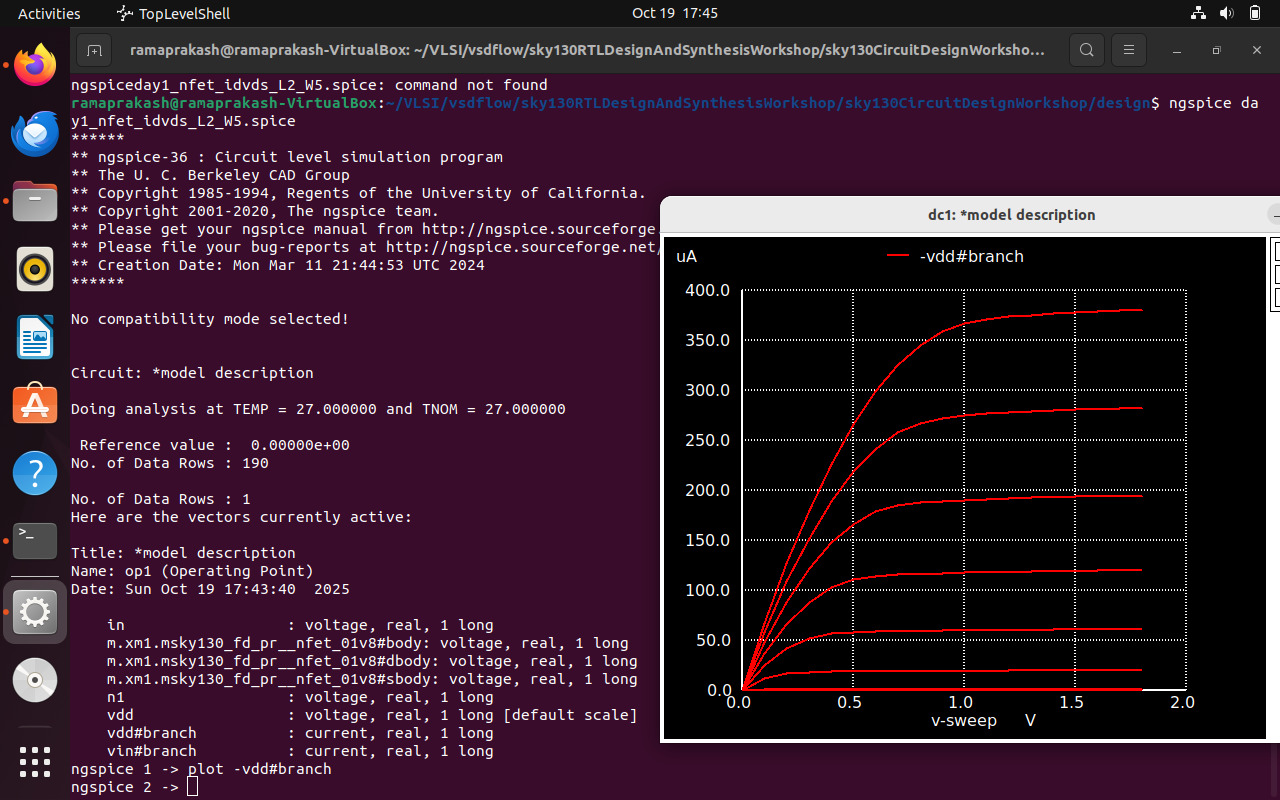 Activities
TopLevelShell
Oct 19 17:45
ramaprakash@ramaprakash-VirtualBox: ~/VLSI/vsdflow/sky130RTLDesignAndSynthesisWorkshop/sky130CircuitDesignWorksho...
ngspiceday1_nfet_idvds_L2_W5.spice: command not found
ramaprakash@ramaprakash-VirtualBox:~/VLSI/vsdflow/sky130RTLDesignAndSynthesisWorkshop/sky130CircuitDesignWorkshop/design$ ngspice da
y1_nfet_idvds_L2_W5.spice
******
** ngspice-36 : Circuit level simulation program
** The U. C. Berkeley CAD Group
** Copyright 1985-1994, Regents of the University of California.
** Copyright 2001-2020, The ngspice team.
** Please get your ngspice manual from http://ngspice.sourceforge
** Please file your bug-reports at http://ngspice.sourceforge.net/
** Creation Date: Mon Mar 11 21:44:53 UTC 2024
******
No compatibility mode selected!
Circuit: *model description
Doing analysis at TEMP = 27.000000 and TNOM = 27.000000
Reference value :  0.00000e+00
No. of Data Rows : 190
No. of Data Rows : 1
Here are the vectors currently active:
Title: *model description
Name: op1 (Operating Point)
Date: Sun Oct 19 17:43:40  2025
in                  : voltage, real, 1 long
m.xm1.msky130_fd_pr__nfet_01v8#body: voltage, real, 1 long
m.xm1.msky130_fd_pr__nfet_01v8#dbody: voltage, real, 1 long
m.xm1.msky130_fd_pr__nfet_01v8#sbody: voltage, real, 1 long
n1                  : voltage, real, 1 long
vdd                 : voltage, real, 1 long [default scale]
vdd#branch          : current, real, 1 long
vin#branch          : current, real, 1 long
ngspice 1 -> plot -vdd#branch
ngspice 2 ->
dc1: *model description
uA
-vdd#branch
400.0
350.0
300.0
250.0
200.0
150.0
100.0
50.0
0.0
0.0 0.5 1.0 1.5 2.0
v-sweep V